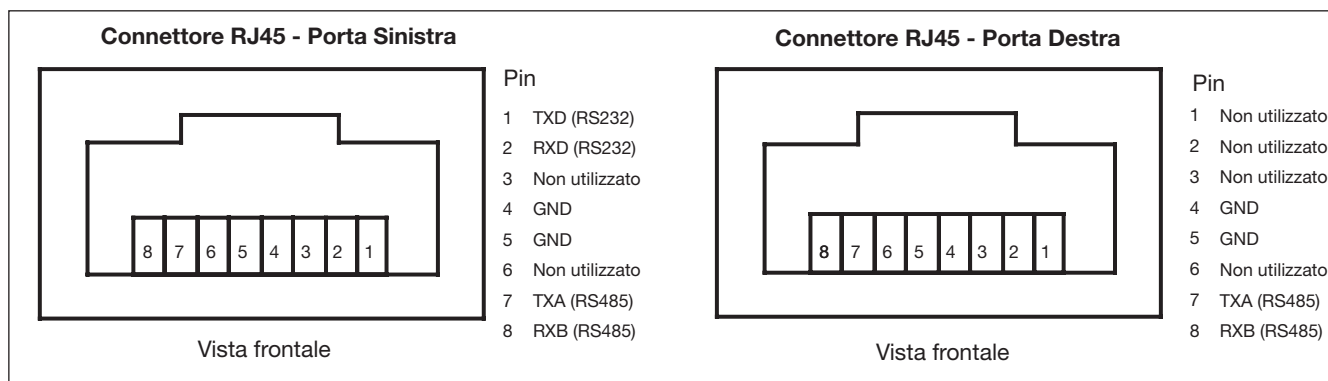 Connettore RJ45 - Porta Sinistra
Pin
1 TXD (RS232)
2 RXD (RS232)
3 Non utilizzato
4 GND
5 GND
6 Non utilizzato
7 TXA (RS485)
8 RXB (RS485)
8 7 6 5 4 3 2 1
Vista frontale
Connettore RJ45 - Porta Destra
Pin
1 Non utilizzato
2 Non utilizzato
3 Non utilizzato
4 GND
5 GND
6 Non utilizzato
7 TXA (RS485)
8 RXB (RS485)
8 7 6 5 4 3 2 1
Vista frontale